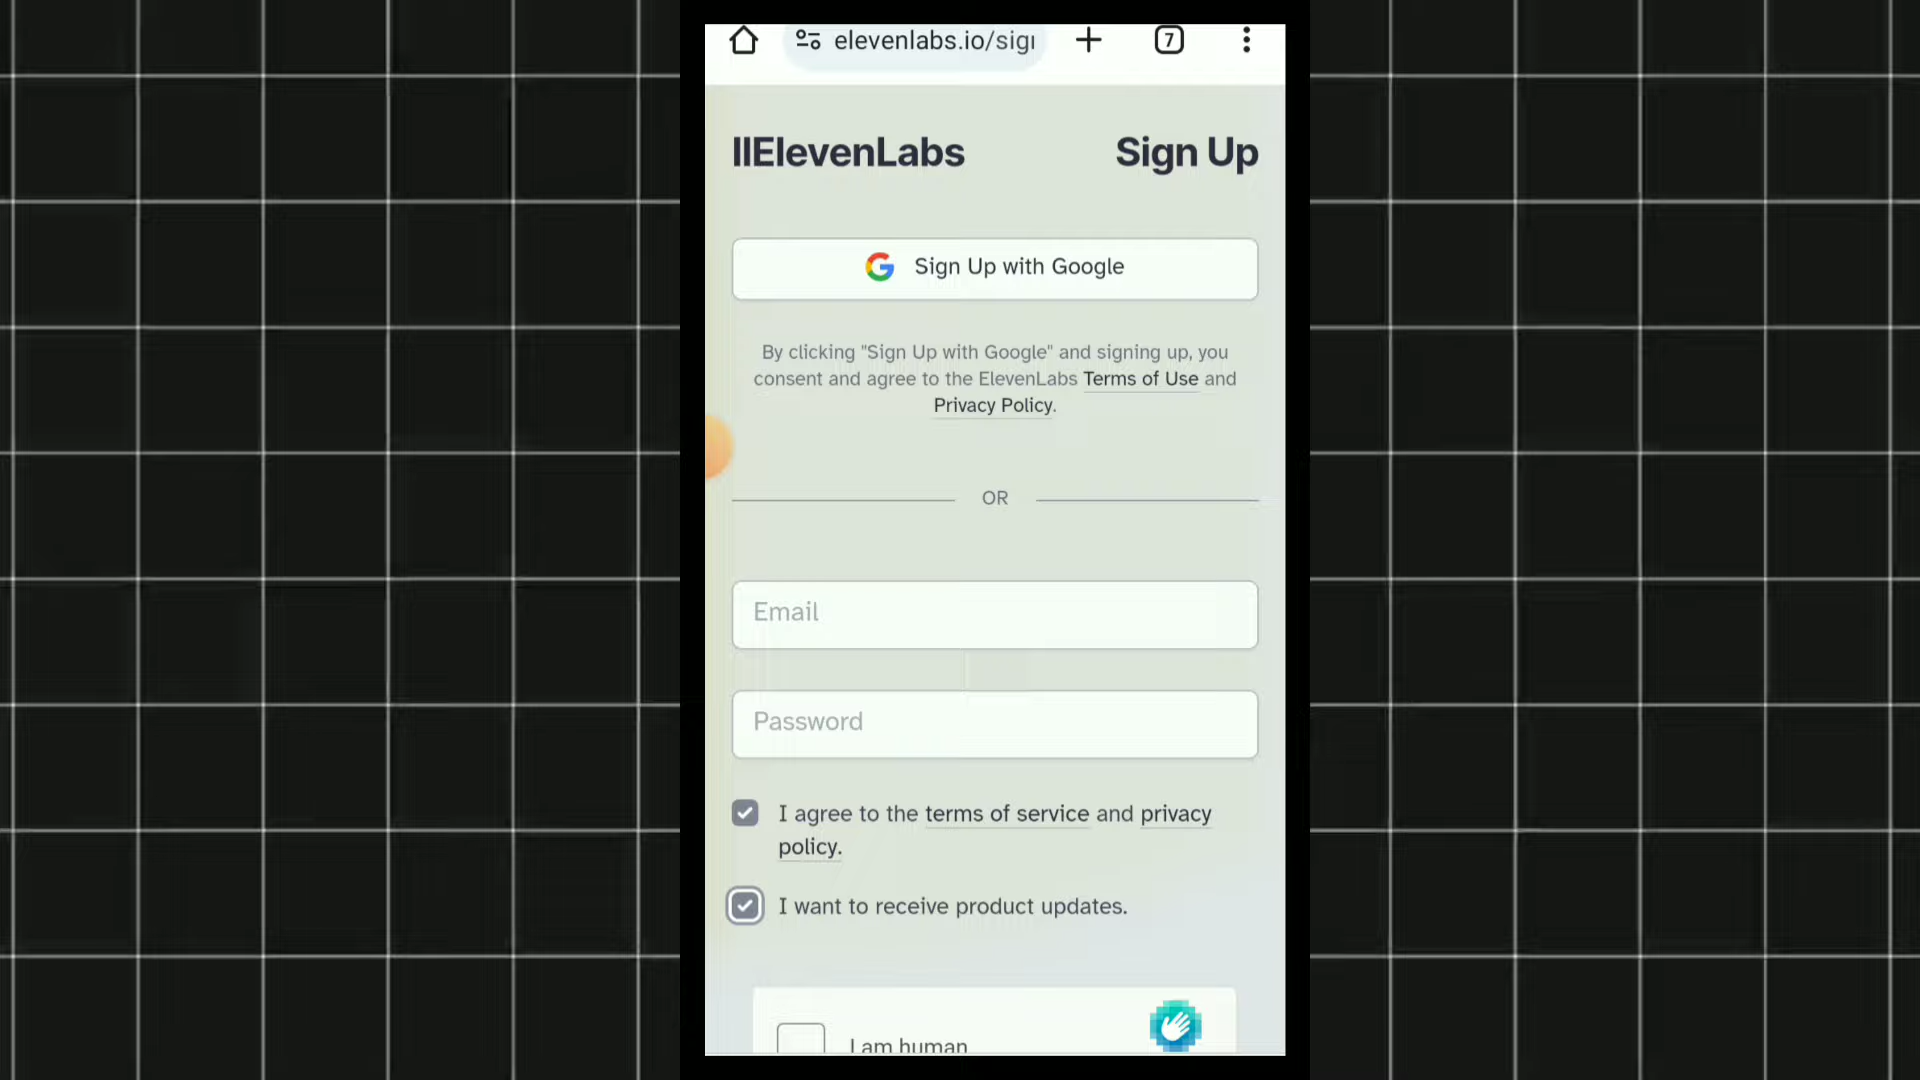 elevenlabs.io/sigr
7
IIElevenLabs
Sign Up
Sign Up with Google
By clicking "Sign Up with Google" and signing up, you
consent and agree to the ElevenLabs Terms of Use and
Privacy Policy.
OR
Email
Password
I agree to the terms of service and privacy
policy.
I want to receive product updates.
I am human